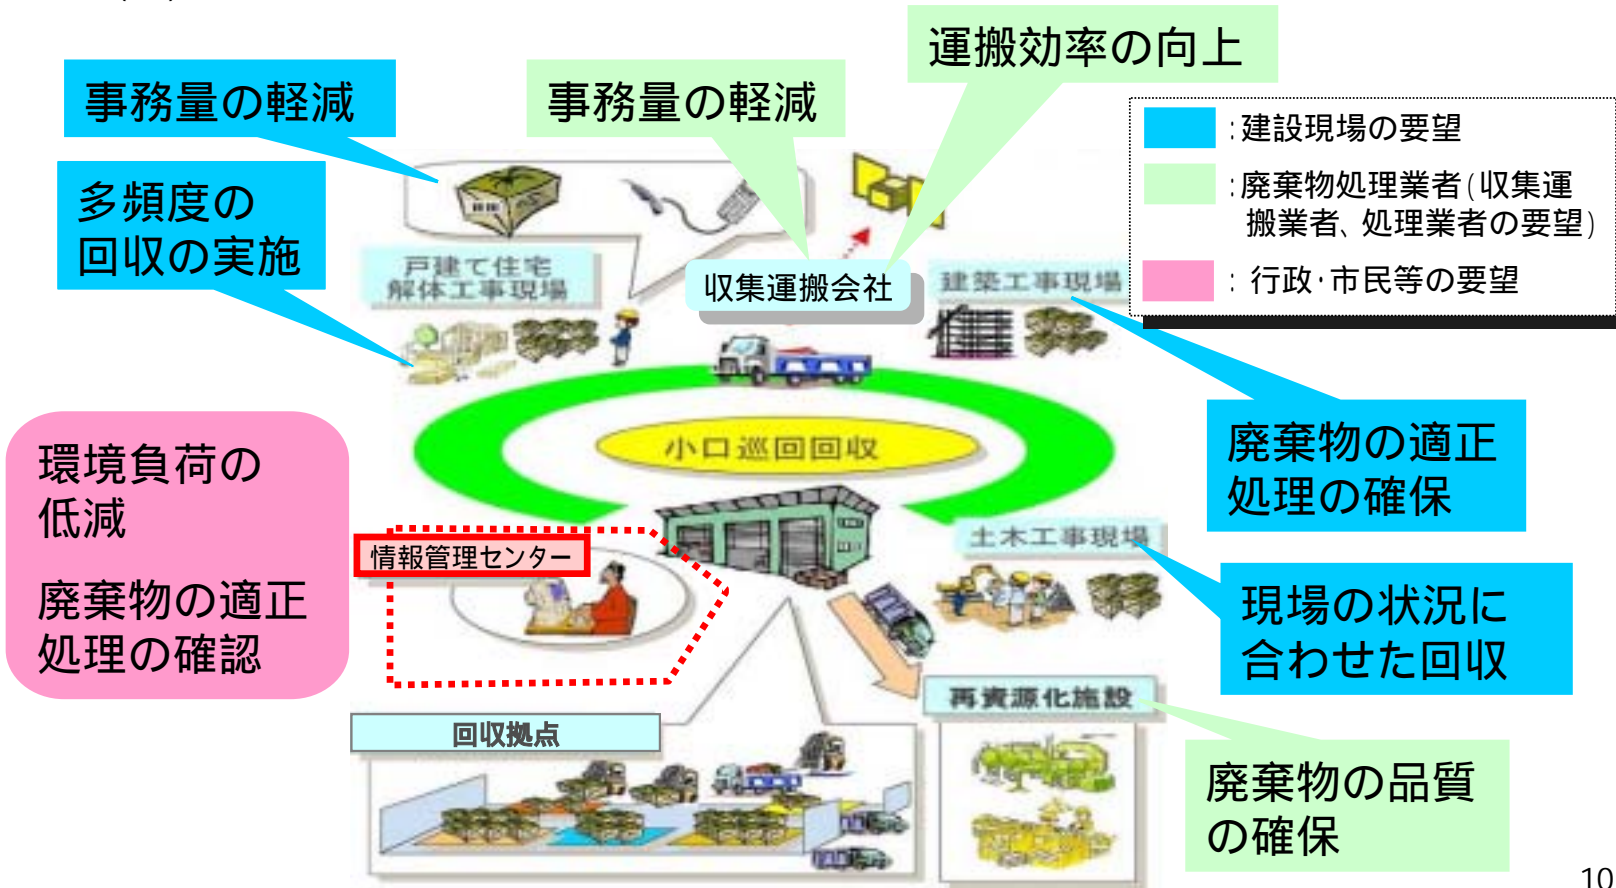 運搬効率の向上
事務量の軽減
事務量の軽減
:建設現場の要望
:廃棄物処理業者(収集運
搬業者、処理業者の要望)
: 行政・市民等の要望
多頻度の
回収の実施
戸建て住宅
解体工事現場
収集運搬会社
建築工事現場
小口巡回回収
環境負荷の
低減
廃棄物の適正
処理の確認
廃棄物の適正
処理の確保
情報管理センター
土木工事現場
現場の状況に
合わせた回収
再資源化施設
回収拠点
廃棄物の品質
の確保
10